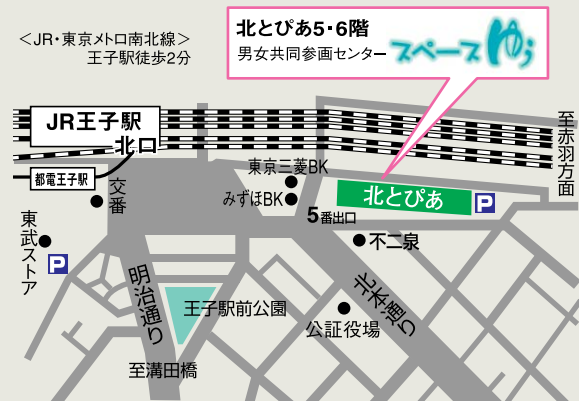 ＜JR・東京メトロ南北線＞
王子駅徒歩2分
北とぴあ5・6階
男女共同参画センター
スペースゆう
JR王子駅
北口
至赤羽方面
都電王子駅
交番
東京三菱BK
みずほBK
北とぴあ
P
5番出口
東武ストア
P
不二泉
明治通り
北本通り
王子駅前公園
公証役場
至溝田橋